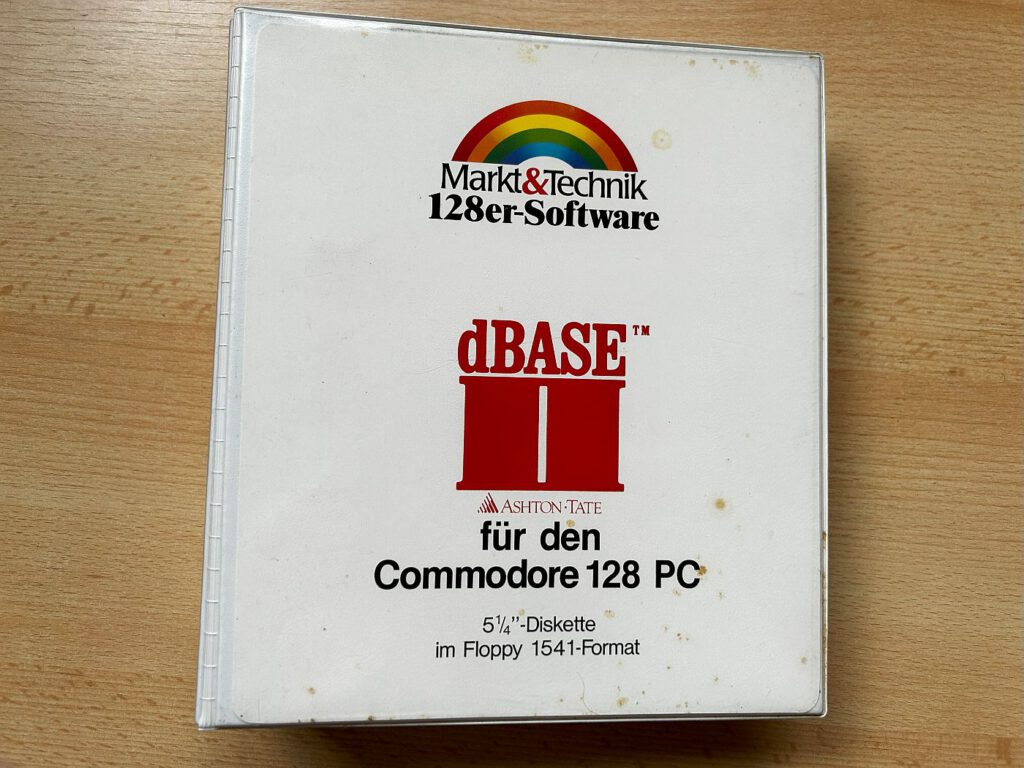 Markt&Technik
128er-Software
dBASE™
II
ASHTON·TATE
für den
Commodore 128 PC
5¼"-Diskette
im Floppy 1541-Format